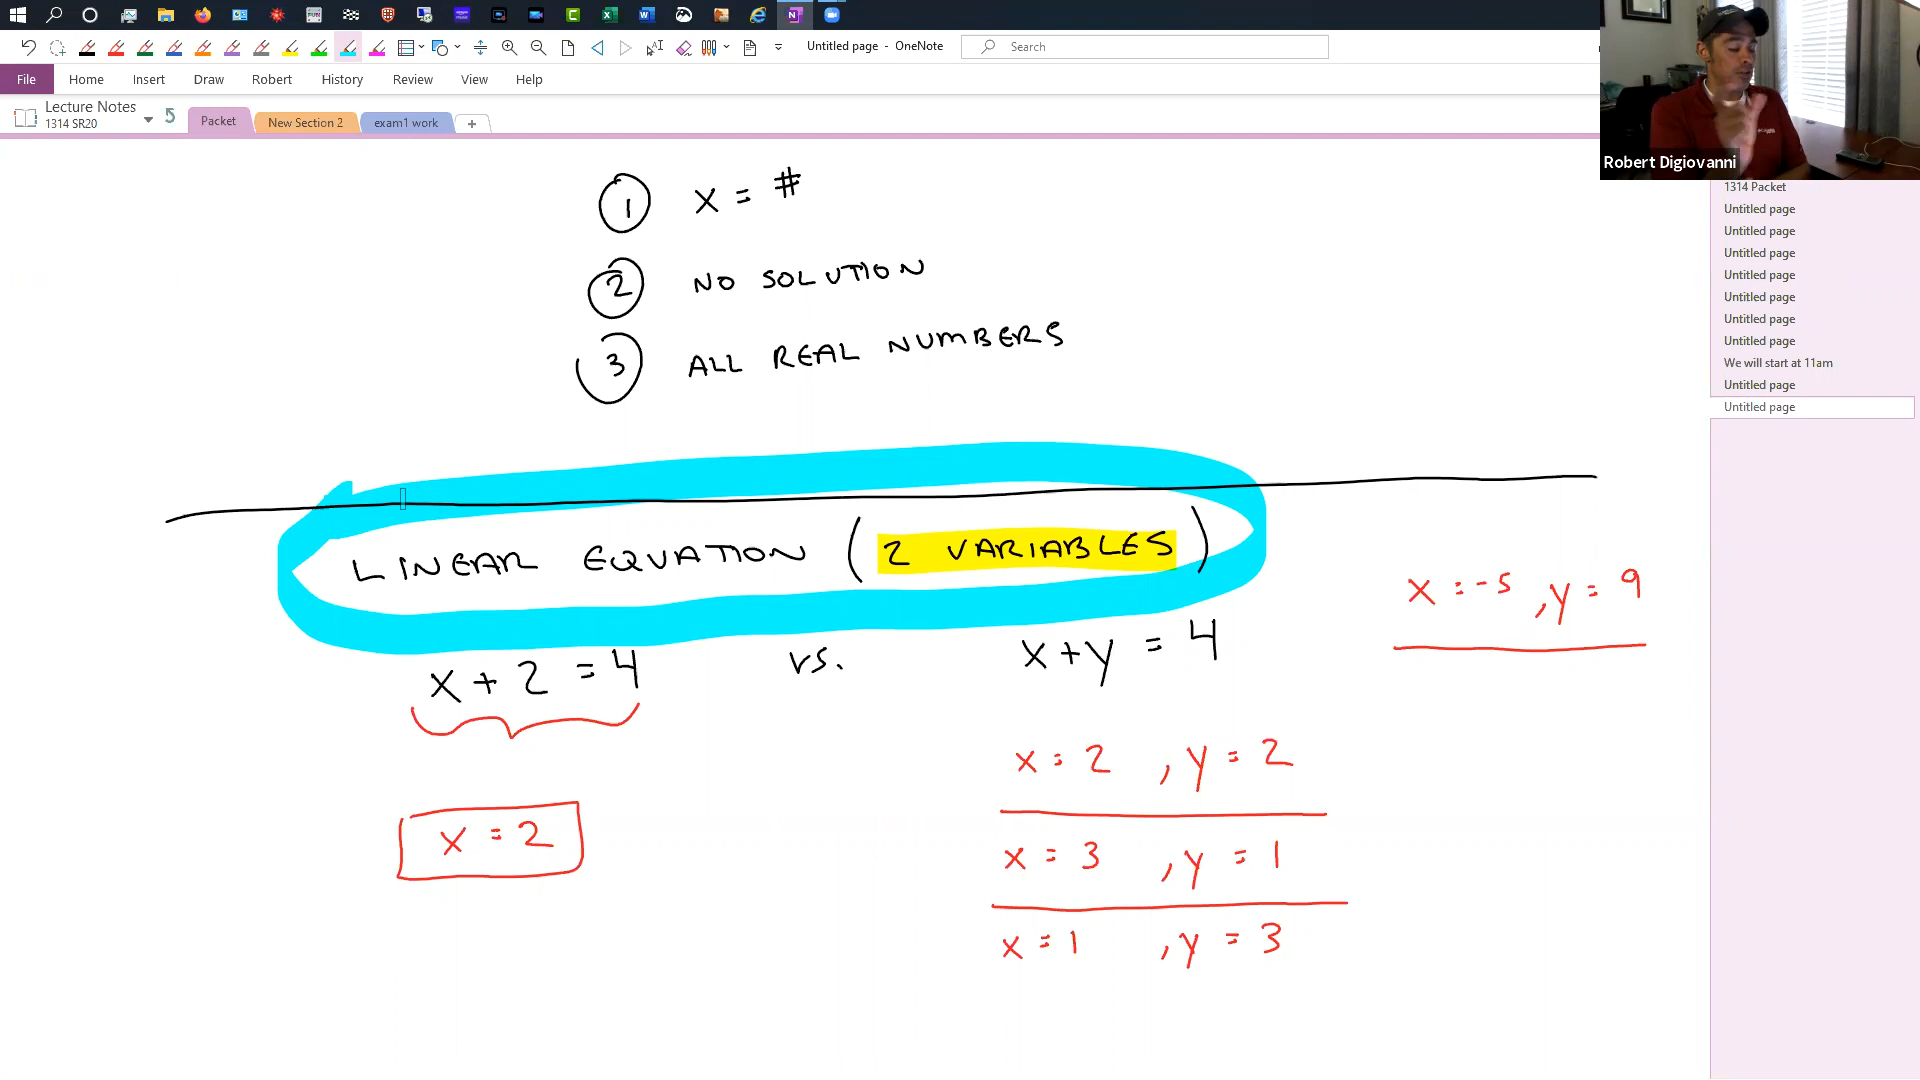 Untitled page - OneNote
Search
File Home Insert Draw Robert History Review View Help
Lecture Notes
1314 SR20
Packet New Section 2 exam1 work +
Robert Digiovanni
1314 Packet
Untitled page
Untitled page
Untitled page
Untitled page
Untitled page
Untitled page
Untitled page
We will start at 11am
Untitled page
Untitled page
1 x = #
2 NO SOLUTION
3 ALL REAL NUMBERS
LINEAR EQUATION (2 VARIABLES)
x = -5, y = 9
x + 2 = 4 vs. x + y = 4
x = 2, y = 2
x = 2
x = 3, y = 1
x = 1, y = 3